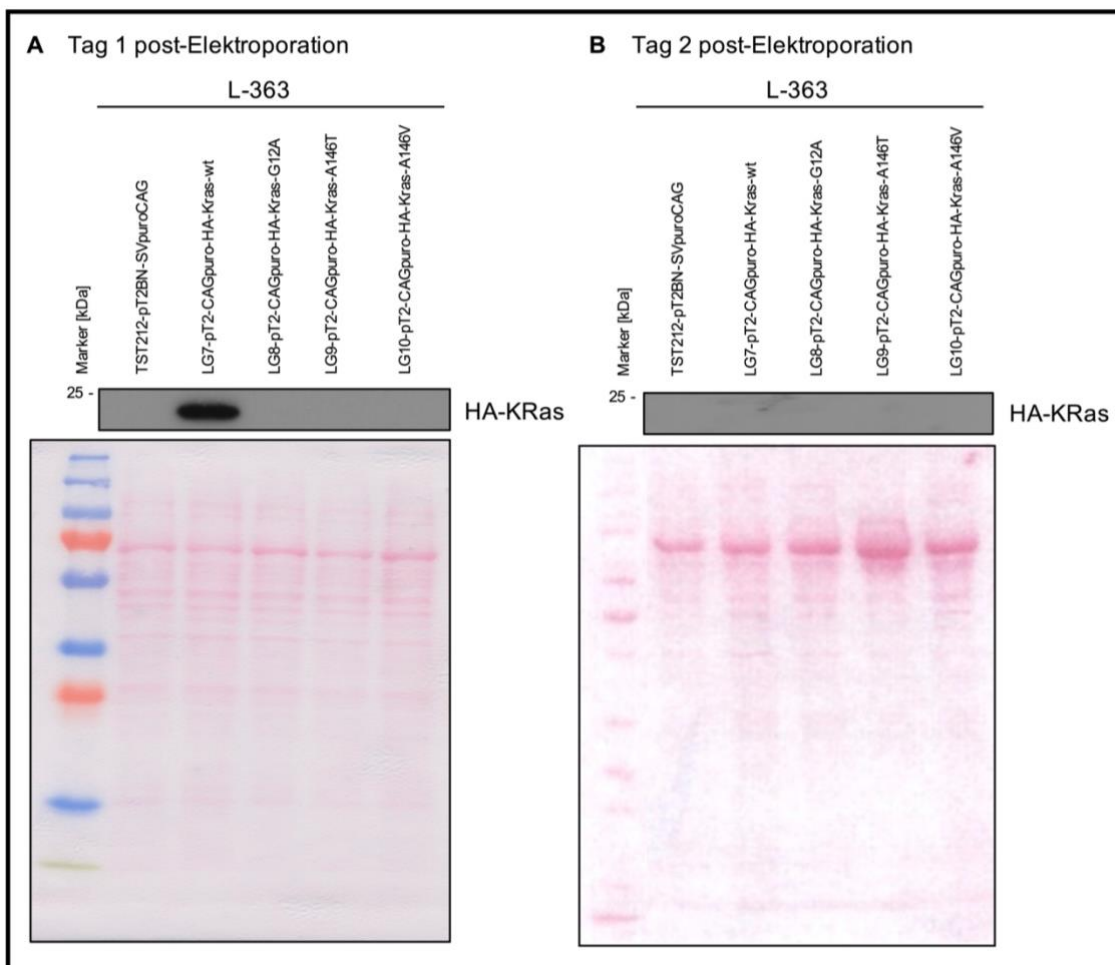 A Tag 1 post-Elektroporation
L-363
Marker [kDa]
TST212-pT2BN-SVpuroCAG
LG7-pT2-CAGpuro-HA-Kras-wt
LG8-pT2-CAGpuro-HA-Kras-G12A
LG9-pT2-CAGpuro-HA-Kras-A146T
LG10-pT2-CAGpuro-HA-Kras-A146V
25 -
HA-KRas
B Tag 2 post-Elektroporation
L-363
Marker [kDa]
TST212-pT2BN-SVpuroCAG
LG7-pT2-CAGpuro-HA-Kras-wt
LG8-pT2-CAGpuro-HA-Kras-G12A
LG9-pT2-CAGpuro-HA-Kras-A146T
LG10-pT2-CAGpuro-HA-Kras-A146V
25 -
HA-KRas